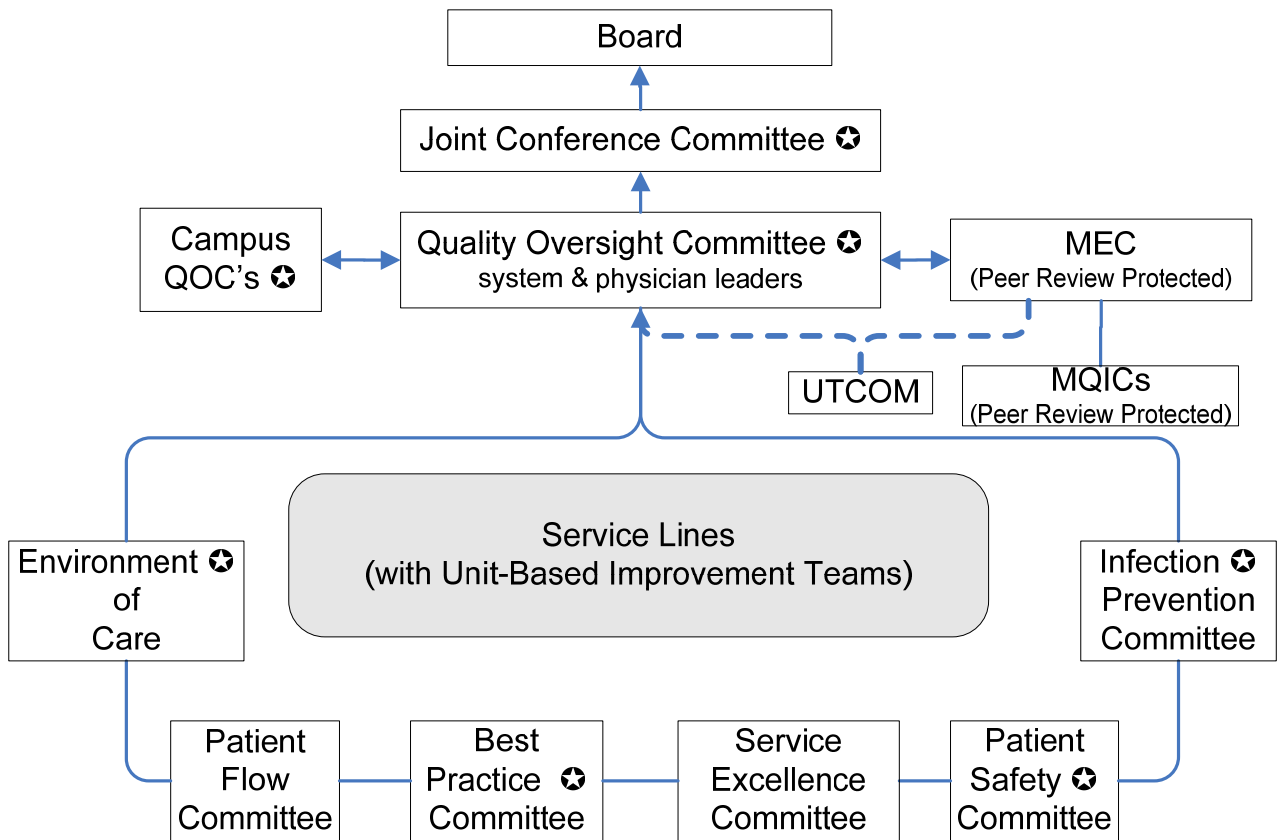 Board
Joint Conference Committee ✪
Campus
QOC's ✪
Quality Oversight Committee ✪
system & physician leaders
MEC
(Peer Review Protected)
UTCOM
MQICs
(Peer Review Protected)
Service Lines
(with Unit-Based Improvement Teams)
Environment ✪
of
Care
Infection ✪
Prevention
Committee
Patient
Flow
Committee
Best
Practice ✪
Committee
Service
Excellence
Committee
Patient
Safety ✪
Committee